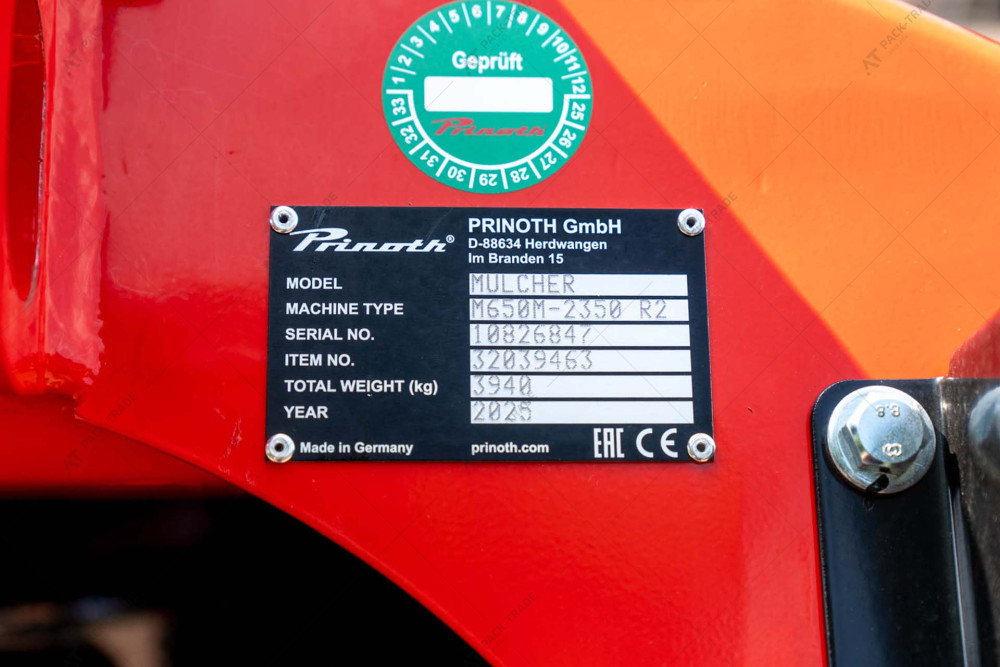 1 2 3 4 5 6 7 8 9 10 11 12
Geprüft
Prinoth
25 26 27 28 29 30 31 32 33
Prinoth®
PRINOTH GmbH
D-88634 Herdwangen
Im Branden 15
MODEL MULCHER
MACHINE TYPE M650M-2350 R2
SERIAL NO. 10826847
ITEM NO. 32039463
TOTAL WEIGHT (kg) 3940
YEAR 2025
Made in Germany prinoth.com EAC CE
8.8
AT PACK-TRADE